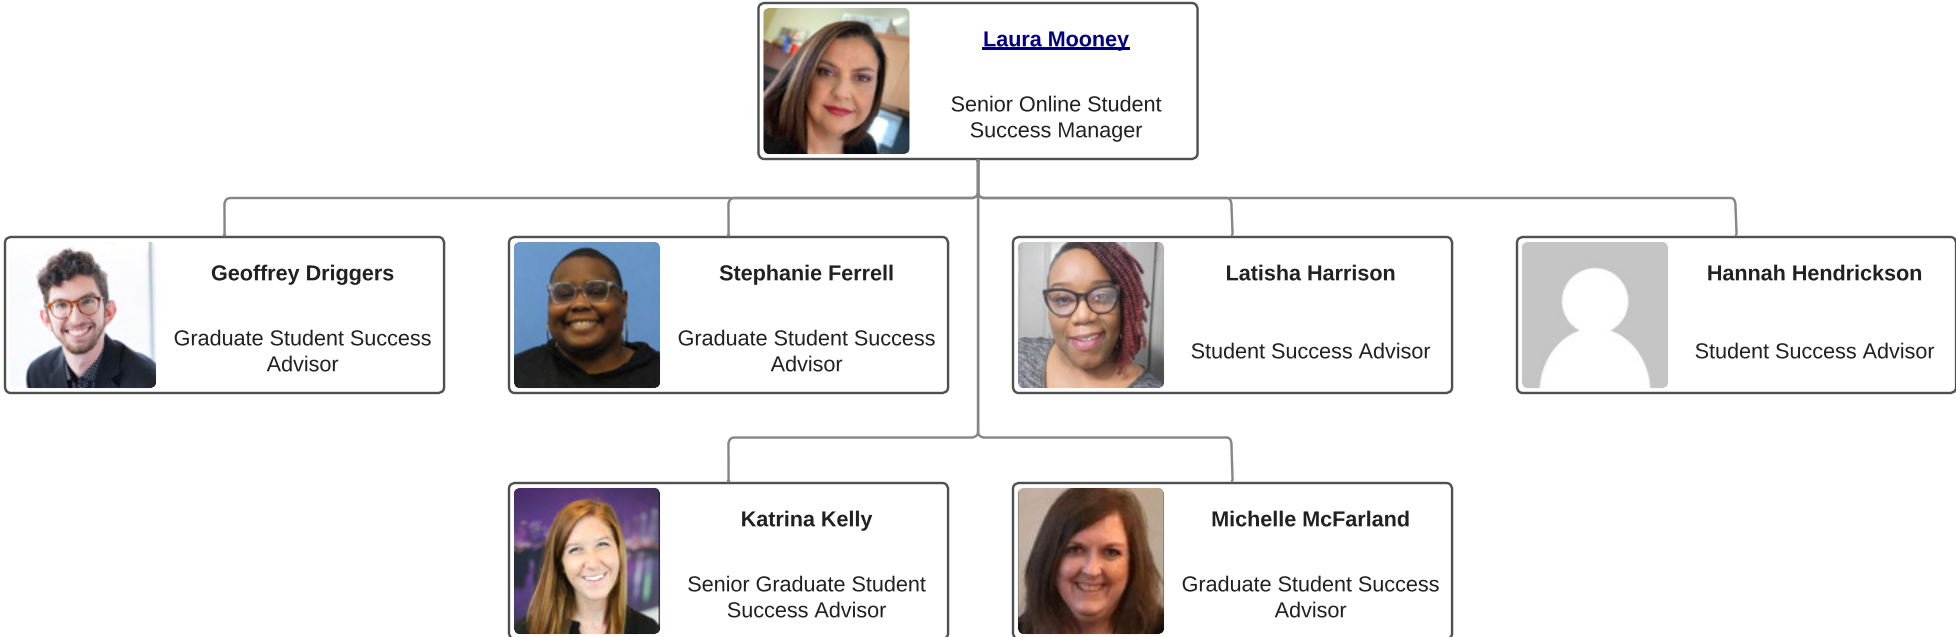 Laura Mooney
Senior Online Student
Success Manager
Geoffrey Driggers
Graduate Student Success
Advisor
Stephanie Ferrell
Graduate Student Success
Advisor
Latisha Harrison
Student Success Advisor
Hannah Hendrickson
Student Success Advisor
Katrina Kelly
Senior Graduate Student
Success Advisor
Michelle McFarland
Graduate Student Success
Advisor